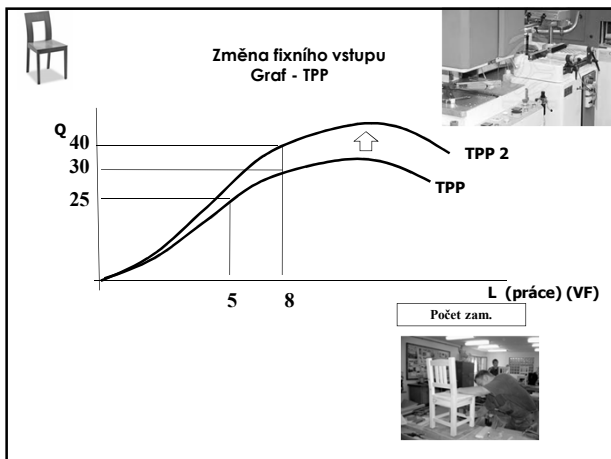 Změna fixního vstupu
Graf - TPP
Q
40
30
25
TPP 2
TPP
5
8
L (práce) (VF)
Počet zam.